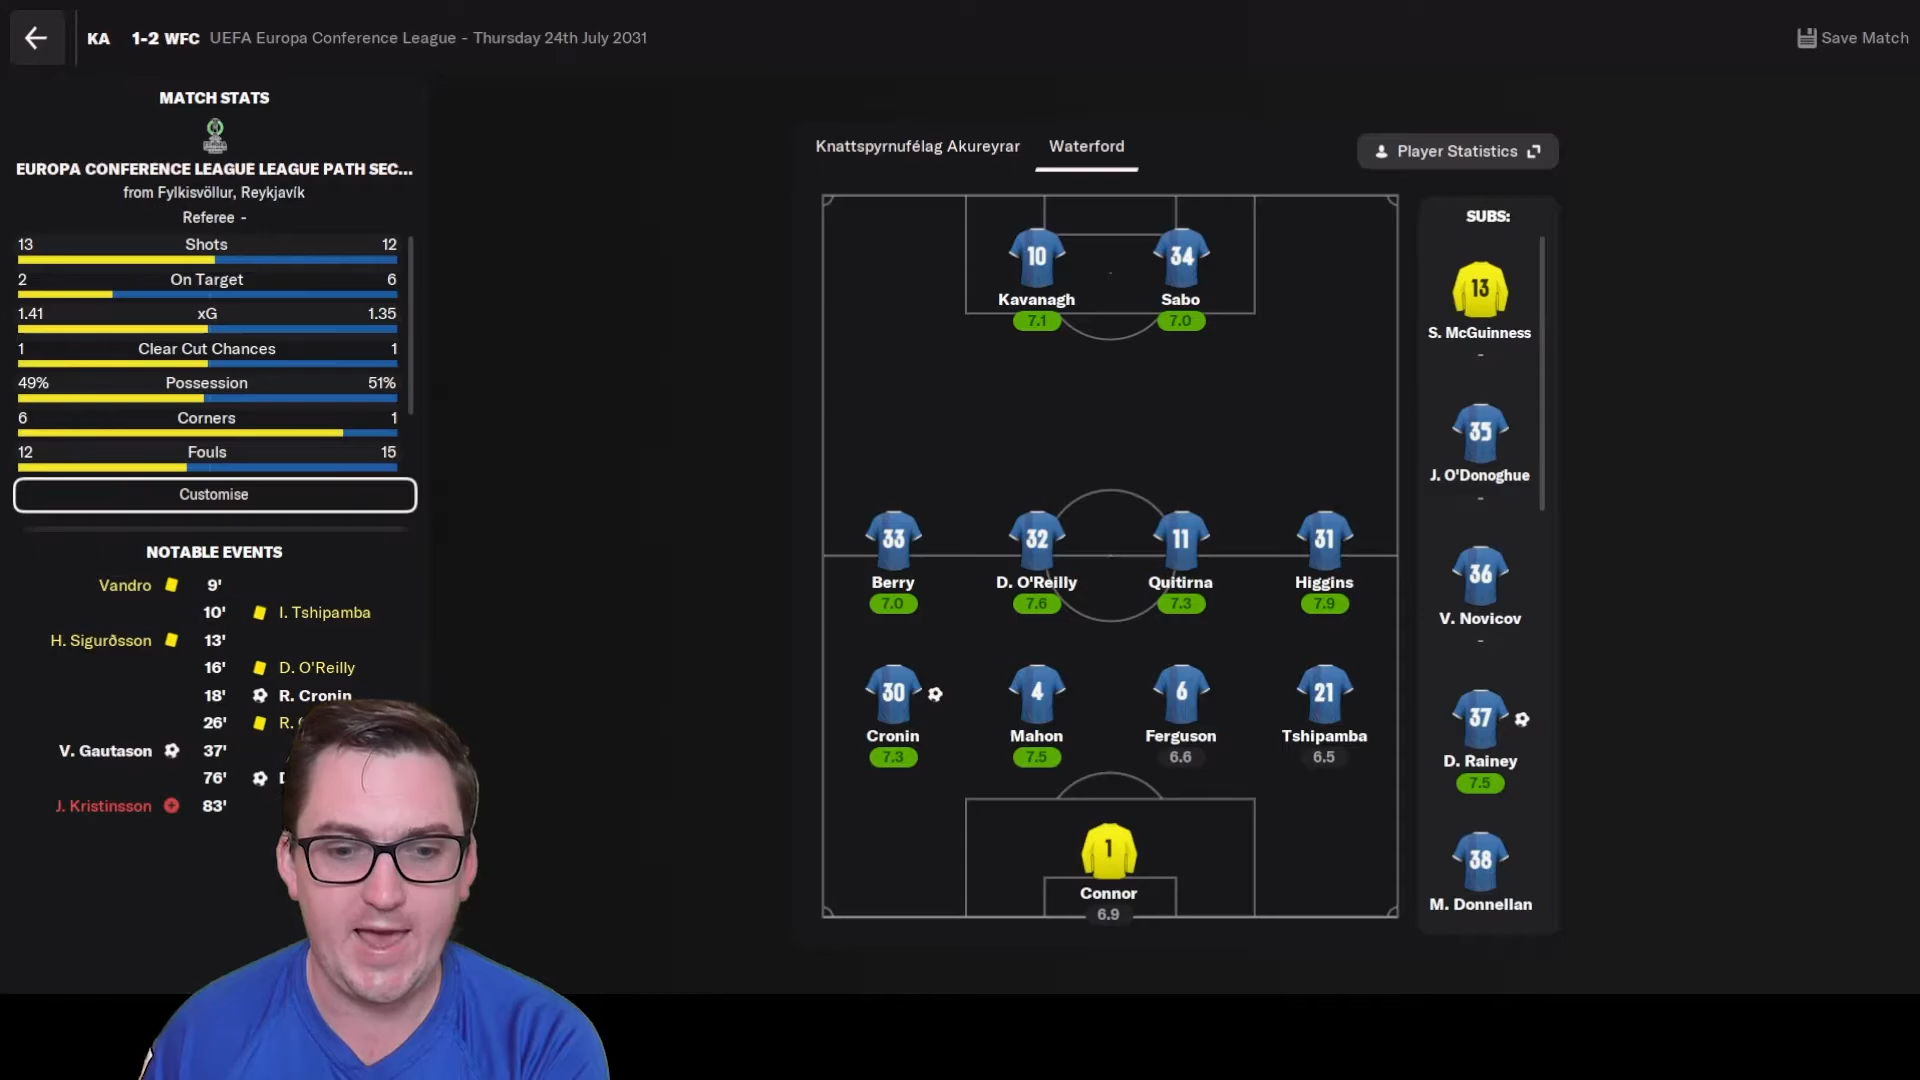 KA 1-2 WFC UEFA Europa Conference League - Thursday 24th July 2031
Save Match
MATCH STATS
EUROPA CONFERENCE LEAGUE LEAGUE PATH SEC...
from Fylkisvöllur, Reykjavík
Referee -
13 Shots 12
2 On Target 6
1.41 xG 1.35
1 Clear Cut Chances 1
49% Possession 51%
6 Corners 1
12 Fouls 15
Customise
NOTABLE EVENTS
Vandro 9'
10' I. Tshipamba
H. Sigurðsson 13'
16' D. O'Reilly
18' R. Cronin
26' R.
V. Gautason 37'
76'
J. Kristinsson 83'
Knattspyrnufélag Akureyrar Waterford
Player Statistics
10 34
Kavanagh Sabo
7.1 7.0
33 32 11 31
Berry D. O'Reilly Quitirna Higgins
7.0 7.6 7.3 7.9
30 4 6 21
Cronin Mahon Ferguson Tshipamba
7.3 7.5 6.6 6.5
1
Connor
6.9
SUBS:
13
S. McGuinness
-
35
J. O'Donoghue
-
36
V. Novicov
-
37
D. Rainey
7.5
38
M. Donnellan